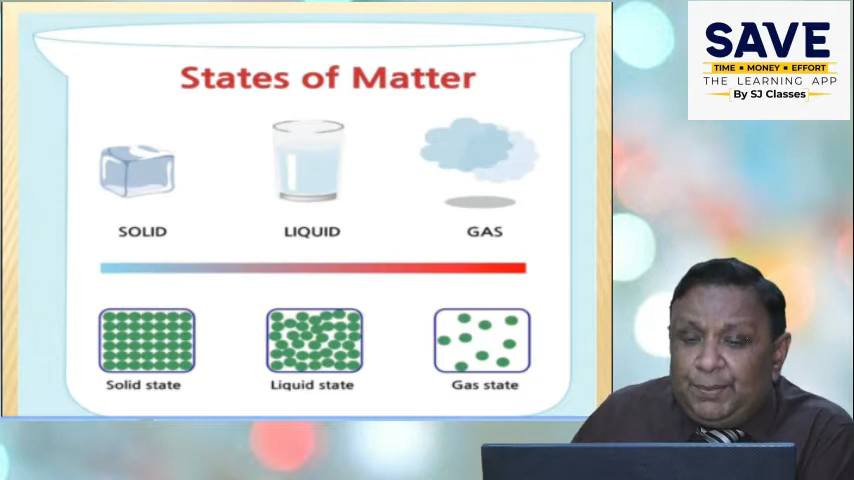 States of Matter
SOLID
LIQUID
GAS
Solid state
Liquid state
Gas state
SAVE
TIME ▪ MONEY ▪ EFFORT
THE LEARNING APP
By SJ Classes